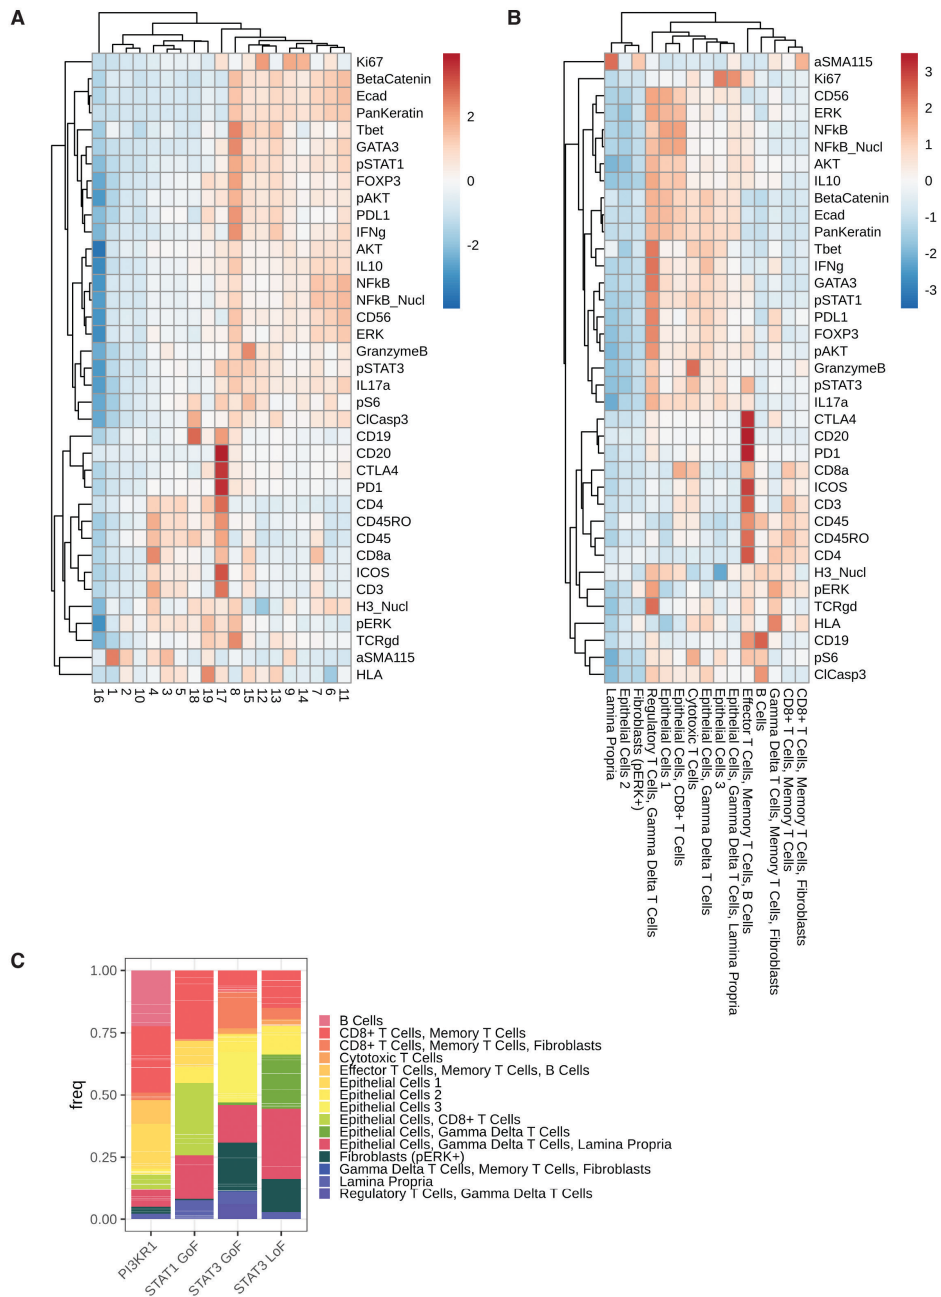 A
Ki67
BetaCatenin
Ecad
PanKeratin
Tbet
GATA3
pSTAT1
FOXP3
pAKT
PDL1
IFNg
AKT
IL10
NFkB
NFkB_Nucl
CD56
ERK
GranzymeB
pSTAT3
IL17a
pS6
ClCasp3
CD19
CD20
CTLA4
PD1
CD4
CD45RO
CD45
CD8a
ICOS
CD3
H3_Nucl
pERK
TCRgd
aSMA115
HLA
16 1 2 10 4 3 5 18 19 17 8 15 12 13 9 14 7 6 11
2
0
-2
B
aSMA115
Ki67
CD56
ERK
NFkB
NFkB_Nucl
AKT
IL10
BetaCatenin
Ecad
PanKeratin
Tbet
IFNg
GATA3
pSTAT1
PDL1
FOXP3
pAKT
GranzymeB
pSTAT3
IL17a
CTLA4
CD20
PD1
CD8a
ICOS
CD3
CD45
CD45RO
CD4
H3_Nucl
pERK
TCRgd
HLA
CD19
pS6
ClCasp3
Lamina Propria
Epithelial Cells 2
Fibroblasts (pERK+)
Regulatory T Cells, Gamma Delta T Cells
Epithelial Cells 1
Epithelial Cells, CD8+ T Cells
Cytotoxic T Cells
Epithelial Cells, Gamma Delta T Cells
Epithelial Cells 3
Epithelial Cells, Gamma Delta T Cells, Lamina Propria
Effector T Cells, Memory T Cells, B Cells
B Cells
Gamma Delta T Cells, Memory T Cells, Fibroblasts
CD8+ T Cells, Memory T Cells
CD8+ T Cells, Memory T Cells, Fibroblasts
3
2
1
0
-1
-2
-3
C
freq
1.00
0.75
0.50
0.25
0.00
PI3KR1
STAT1 GoF
STAT3 GoF
STAT3 LoF
B Cells
CD8+ T Cells, Memory T Cells
CD8+ T Cells, Memory T Cells, Fibroblasts
Cytotoxic T Cells
Effector T Cells, Memory T Cells, B Cells
Epithelial Cells 1
Epithelial Cells 2
Epithelial Cells 3
Epithelial Cells, CD8+ T Cells
Epithelial Cells, Gamma Delta T Cells
Epithelial Cells, Gamma Delta T Cells, Lamina Propria
Fibroblasts (pERK+)
Gamma Delta T Cells, Memory T Cells, Fibroblasts
Lamina Propria
Regulatory T Cells, Gamma Delta T Cells